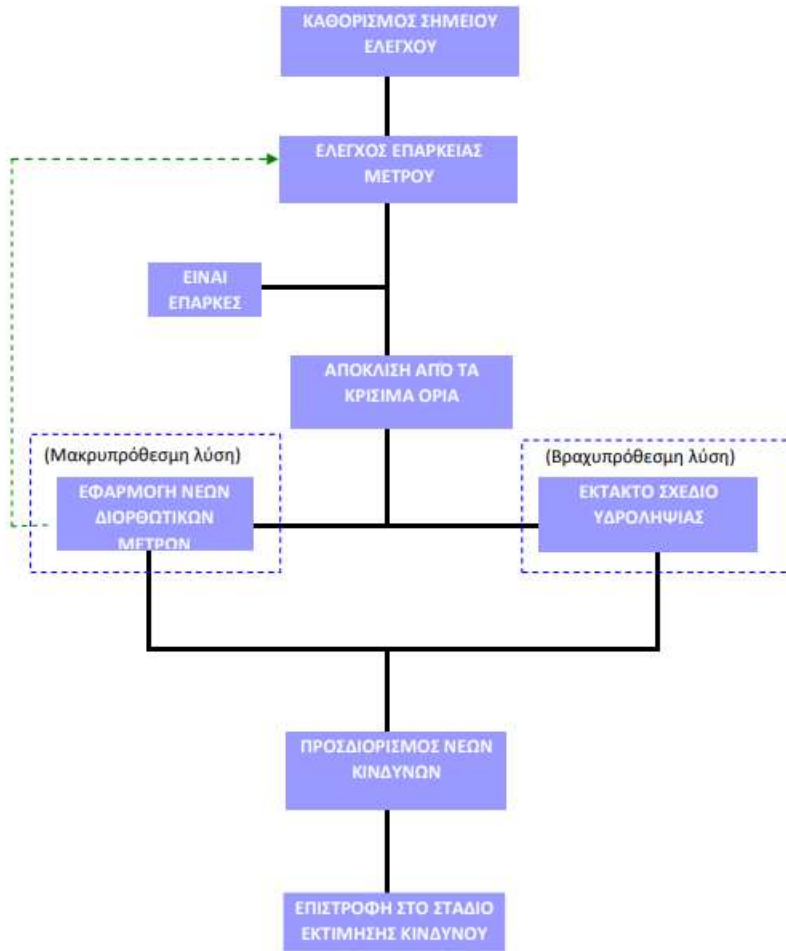 ΚΑΘΟΡΙΣΜΟΣ ΣΗΜΕΙΟΥ
ΕΛΕΓΧΟΥ
ΕΛΕΓΧΟΣ ΕΠΑΡΚΕΙΑΣ
ΜΕΤΡΟΥ
ΕΙΝΑΙ
ΕΠΑΡΚΕΣ
ΑΠΟΚΛΙΣΗ ΑΠΌ ΤΑ
ΚΡΙΣΙΜΑ ΟΡΙΑ
(Μακρυπρόθεσμη λύση)
ΕΦΑΡΜΟΓΗ ΝΕΩΝ
ΔΙΟΡΘΩΤΙΚΩΝ
ΜΕΤΡΩΝ
(Βραχυπρόθεσμη λύση)
ΕΚΤΑΚΤΟ ΣΧΕΔΙΟ
ΥΔΡΟΛΗΨΙΑΣ
ΠΡΟΣΔΙΟΡΙΣΜΟΣ ΝΕΩΝ
ΚΙΝΔΥΝΩΝ
ΕΠΙΣΤΡΟΦΗ ΣΤΟ ΣΤΑΔΙΟ
ΕΚΤΙΜΗΣΗΣ ΚΙΝΔΥΝΟΥ